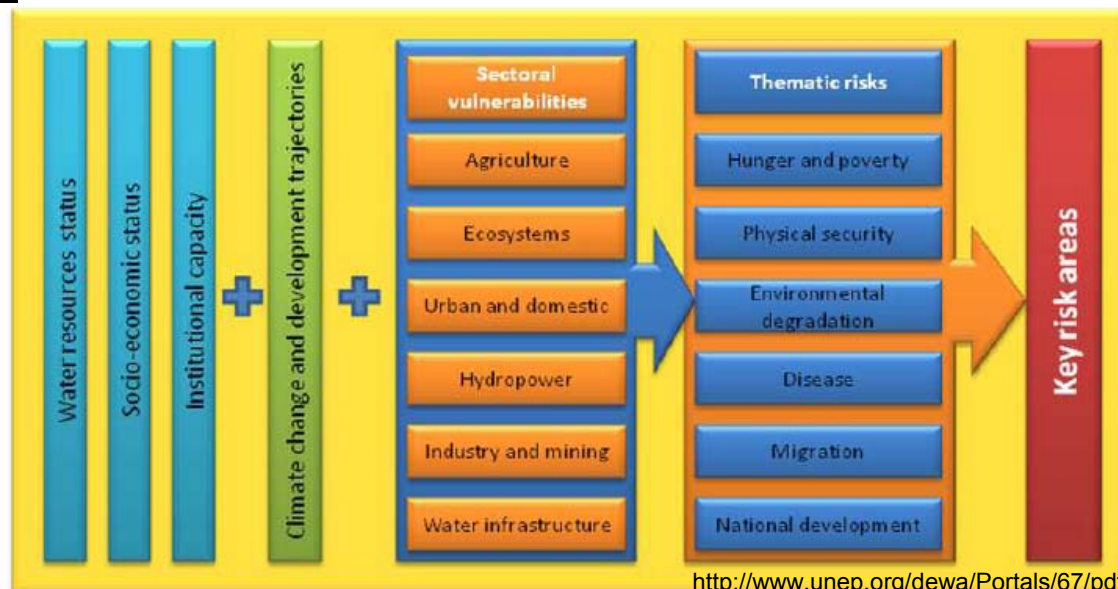 Water resources status
Socio-economic status
Institutional capacity
Climate change and development trajectories
Sectoral
vulnerabilities
Agriculture
Ecosystems
Urban and domestic
Hydropower
Industry and mining
Water infrastructure
Thematic risks
Hunger and poverty
Physical security
Environmental
degradation
Disease
Migration
National development
Key risk areas
http://www.unep.org/dewa/Portals/67/pdf